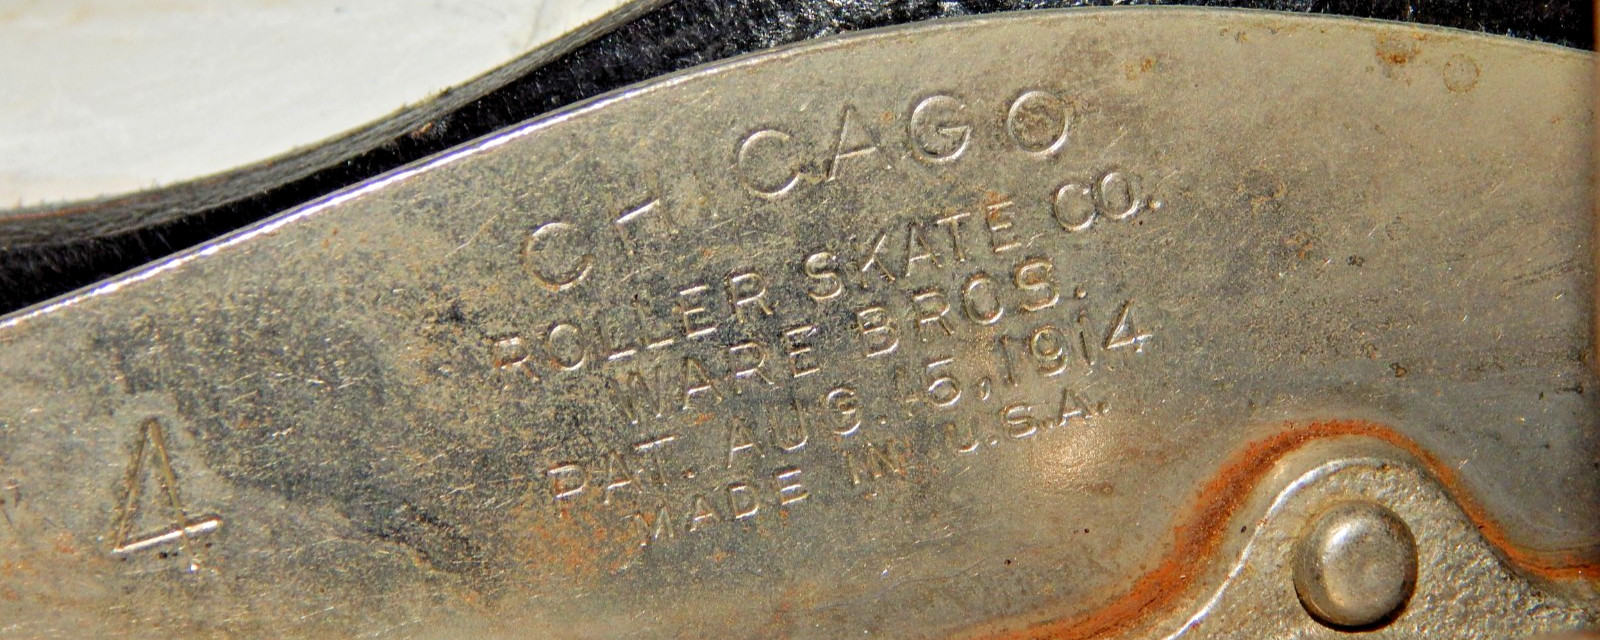 CHICAGO
ROLLER SKATE CO.
WARE BROS.
PAT. AUG. 15, 1914
MADE IN U.S.A.
4